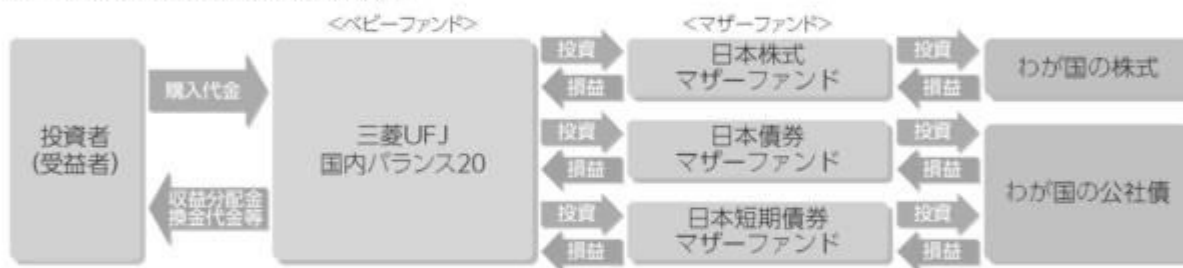 <ベビーファンド>
<マザーファンド>
投資者
(受益者)
購入代金
収益分配金
換金代金等
三菱UFJ
国内バランス20
投資
損益
日本株式
マザーファンド
投資
損益
わが国の株式
投資
損益
日本債券
マザーファンド
投資
損益
わが国の公社債
投資
損益
日本短期債券
マザーファンド
投資
損益